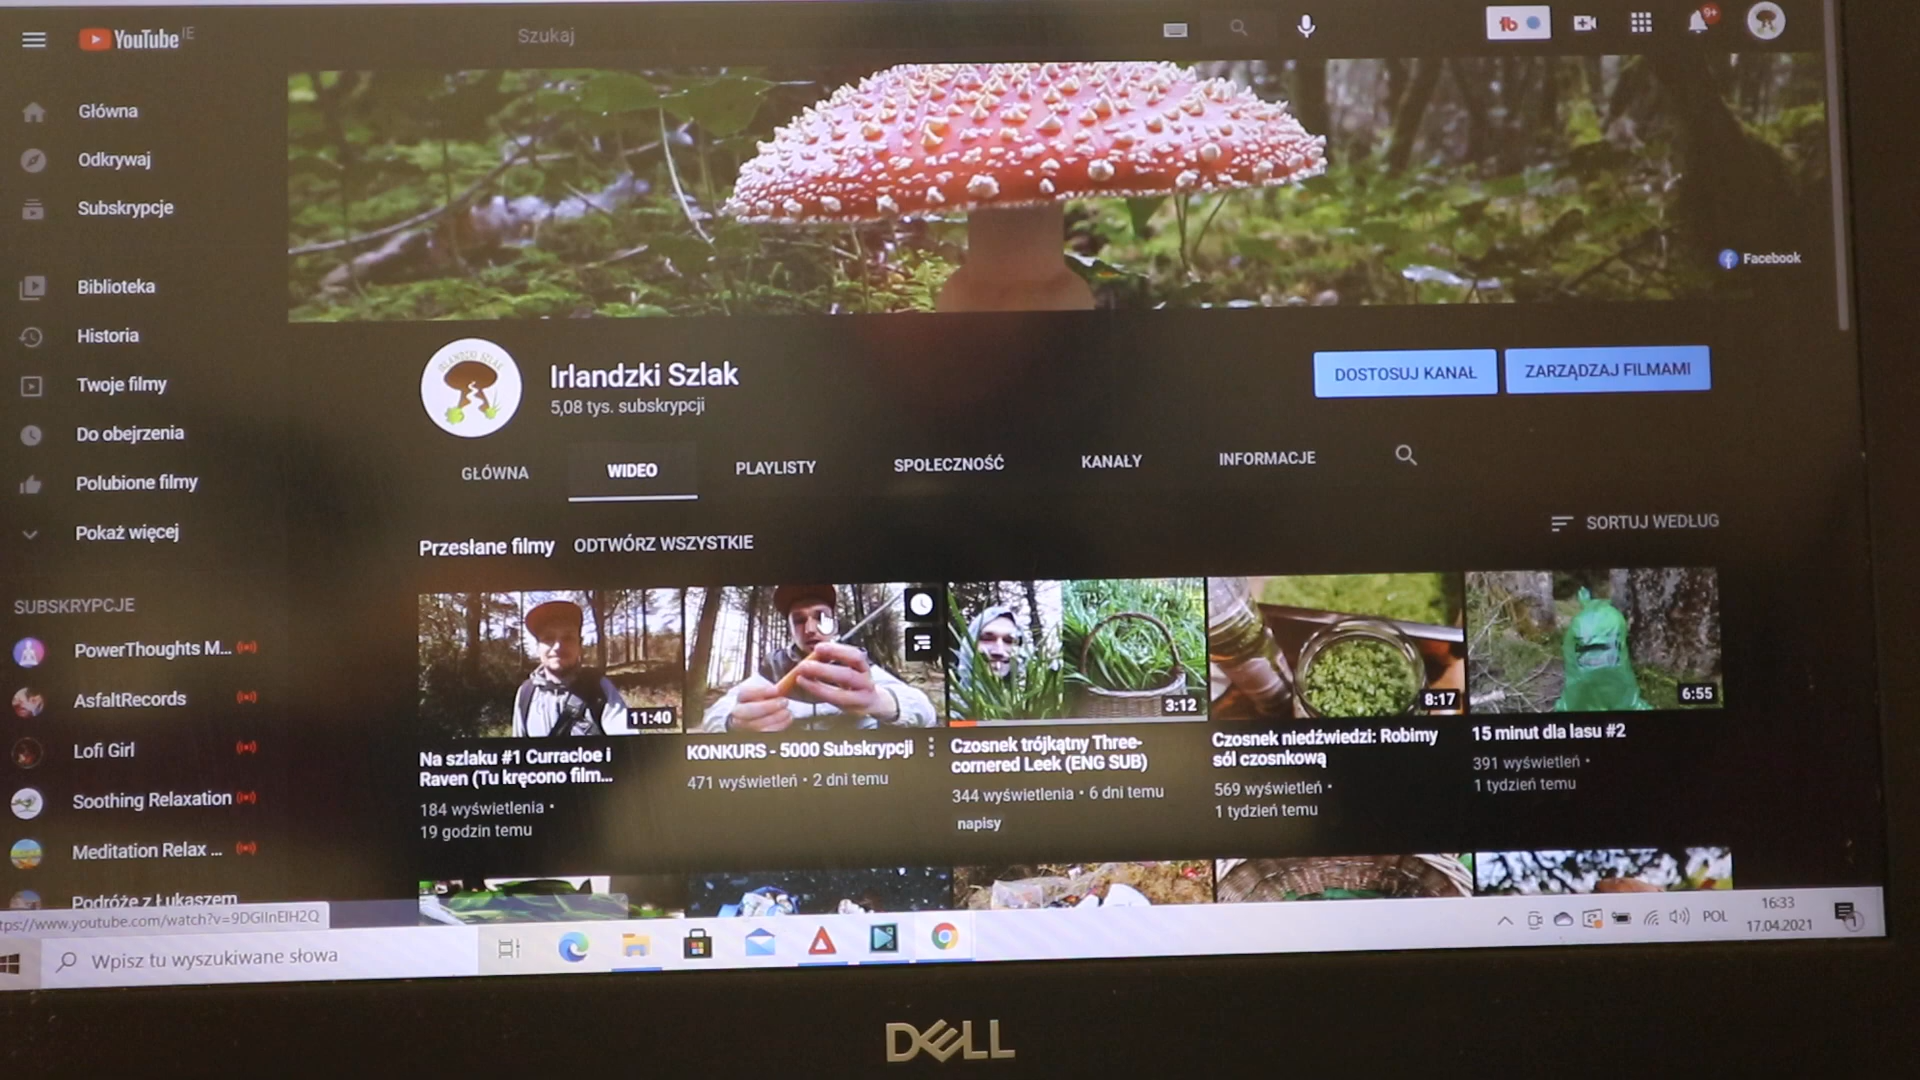 YouTube IE
Szukaj
Główna
Odkrywaj
Subskrypcje
Biblioteka
Historia
Twoje filmy
Do obejrzenia
Polubione filmy
Pokaż więcej
SUBSKRYPCJE
PowerThoughts M...
AsfaltRecords
Lofi Girl
Soothing Relaxation
Meditation Relax ...
Podróże z Łukaszem
9+
Facebook
IRLANDZKI SZLAK
Irlandzki Szlak
5,08 tys. subskrypcji
DOSTOSUJ KANAŁ
ZARZĄDZAJ FILMAMI
GŁÓWNA
WIDEO
PLAYLISTY
SPOŁECZNOŚĆ
KANAŁY
INFORMACJE
Przesłane filmy
ODTWÓRZ WSZYSTKIE
SORTUJ WEDŁUG
11:40
Na szlaku #1 Curracloe i
Raven (Tu kręcono film...
184 wyświetlenia •
19 godzin temu
KONKURS - 5000 Subskrypcji
471 wyświetleń • 2 dni temu
3:12
Czosnek trójkątny Three-
cornered Leek (ENG SUB)
344 wyświetlenia • 6 dni temu
napisy
8:17
Czosnek niedźwiedzi: Robimy
sól czosnkową
569 wyświetleń •
1 tydzień temu
6:55
15 minut dla lasu #2
391 wyświetleń •
1 tydzień temu
Wpisz tu wyszukiwane słowa
POL
16:33
17.04.2021
1
DELL